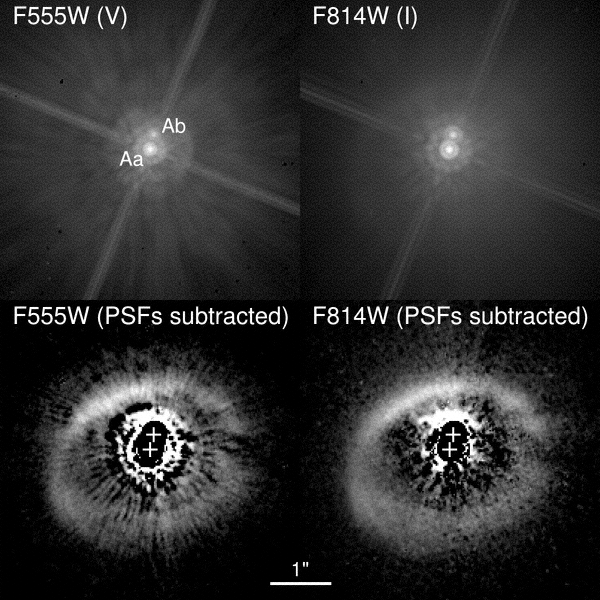 F555W (V)
F814W (I)
Ab
Aa
F555W (PSFs subtracted)
F814W (PSFs subtracted)
1"